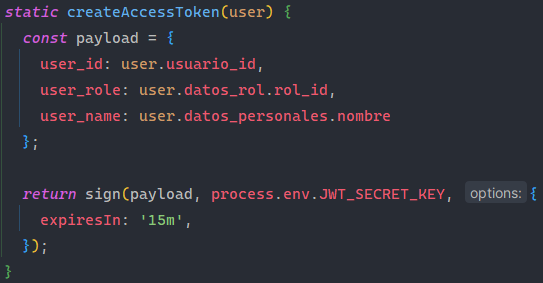 static createAccessToken(user) {
const payload = {
user_id: user.usuario_id,
user_role: user.datos_rol.rol_id,
user_name: user.datos_personales.nombre
};
return sign(payload, process.env.JWT_SECRET_KEY, options: {
expiresIn: '15m',
});
}